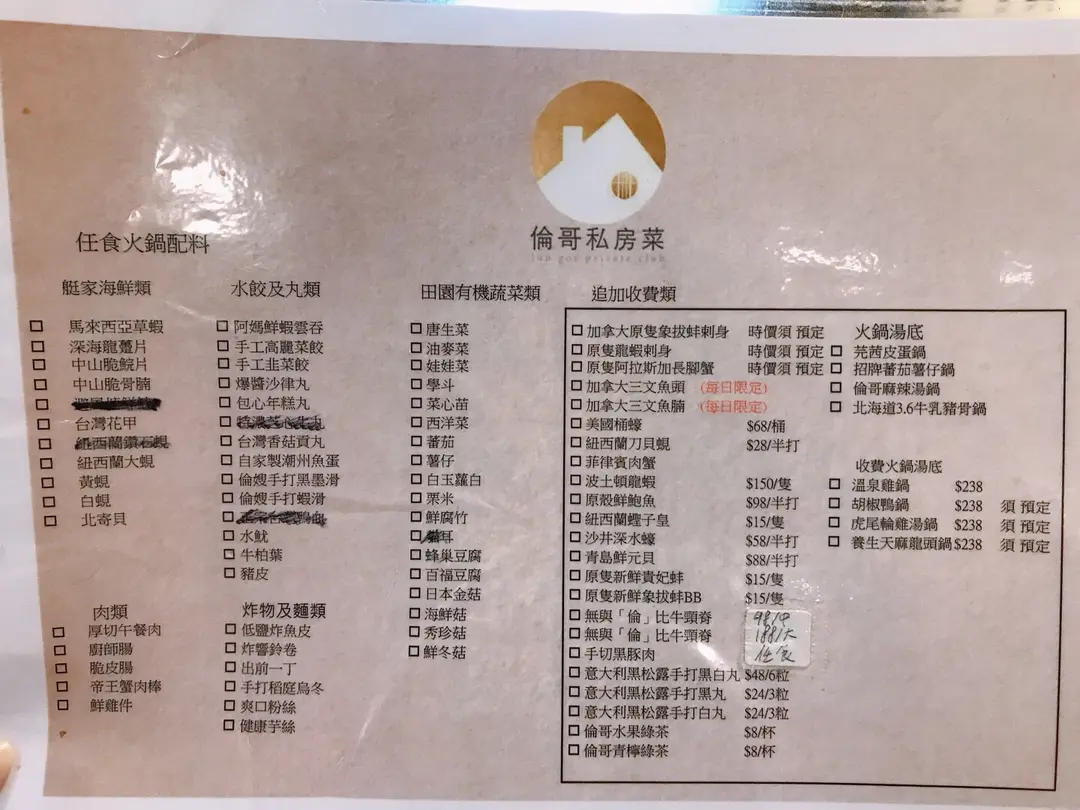 倫哥私房菜
lun gor private club
任食火鍋配料
艇家海鮮類
馬來西亞草蝦
深海龍躉片
中山脆鯇片
中山脆骨腩
台灣花甲
紐西蘭鑽石蜆
紐西蘭大蜆
黃蜆
白蜆
北寄貝
水餃及丸類
阿媽鮮蝦雲吞
手工高麗菜餃
手工韭菜餃
爆醬沙律丸
包心年糕丸
台灣香菇貢丸
自家製潮州魚蛋
倫嫂手打黑墨滑
倫嫂手打蝦滑
水魷
牛柏葉
豬皮
田園有機蔬菜類
唐生菜
油麥菜
娃娃菜
學斗
菜心苗
西洋菜
蕃茄
薯仔
白玉蘿白
粟米
鮮腐竹
蜂巢豆腐
百福豆腐
日本金菇
海鮮菇
秀珍菇
鮮冬菇
肉類
厚切午餐肉
廚師腸
脆皮腸
帝王蟹肉棒
鮮雞件
炸物及麵類
低鹽炸魚皮
炸響鈴卷
出前一丁
手打稻庭烏冬
爽口粉絲
健康芋絲
追加收費類
加拿大原隻象拔蚌刺身 時價須 預定
原隻龍蝦刺身 時價須 預定
原隻阿拉斯加長腳蟹 時價須 預定
加拿大三文魚頭 (每日限定)
加拿大三文魚腩 (每日限定)
美國桶蠔 $68/桶
紐西蘭刀貝蜆 $28/半打
菲律賓肉蟹
波士頓龍蝦 $150/隻
原殼鮮鮑魚 $98/半打
紐西蘭蟶子皇 $15/隻
沙井深水蠔 $58/半打
青島鮮元貝 $88/半打
原隻新鮮貴妃蚌 $15/隻
原隻新鮮象拔蚌BB $15/隻
無與「倫」比牛頸脊 98/中
無與「倫」比牛頸脊 188/大
手切黑豚肉 任食
意大利黑松露手打黑白丸 $48/6粒
意大利黑松露手打黑丸 $24/3粒
意大利黑松露手打白丸 $24/3粒
倫哥水果綠茶 $8/杯
倫哥青檸綠茶 $8/杯
火鍋湯底
芫茜皮蛋鍋
招牌蕃茄薯仔鍋
倫哥麻辣湯鍋
北海道3.6牛乳豬骨鍋
收費火鍋湯底
溫泉雞鍋 $238
胡椒鴨鍋 $238 須 預定
虎尾輪雞湯鍋 $238 須 預定
養生天麻龍頭鍋 $238 須 預定